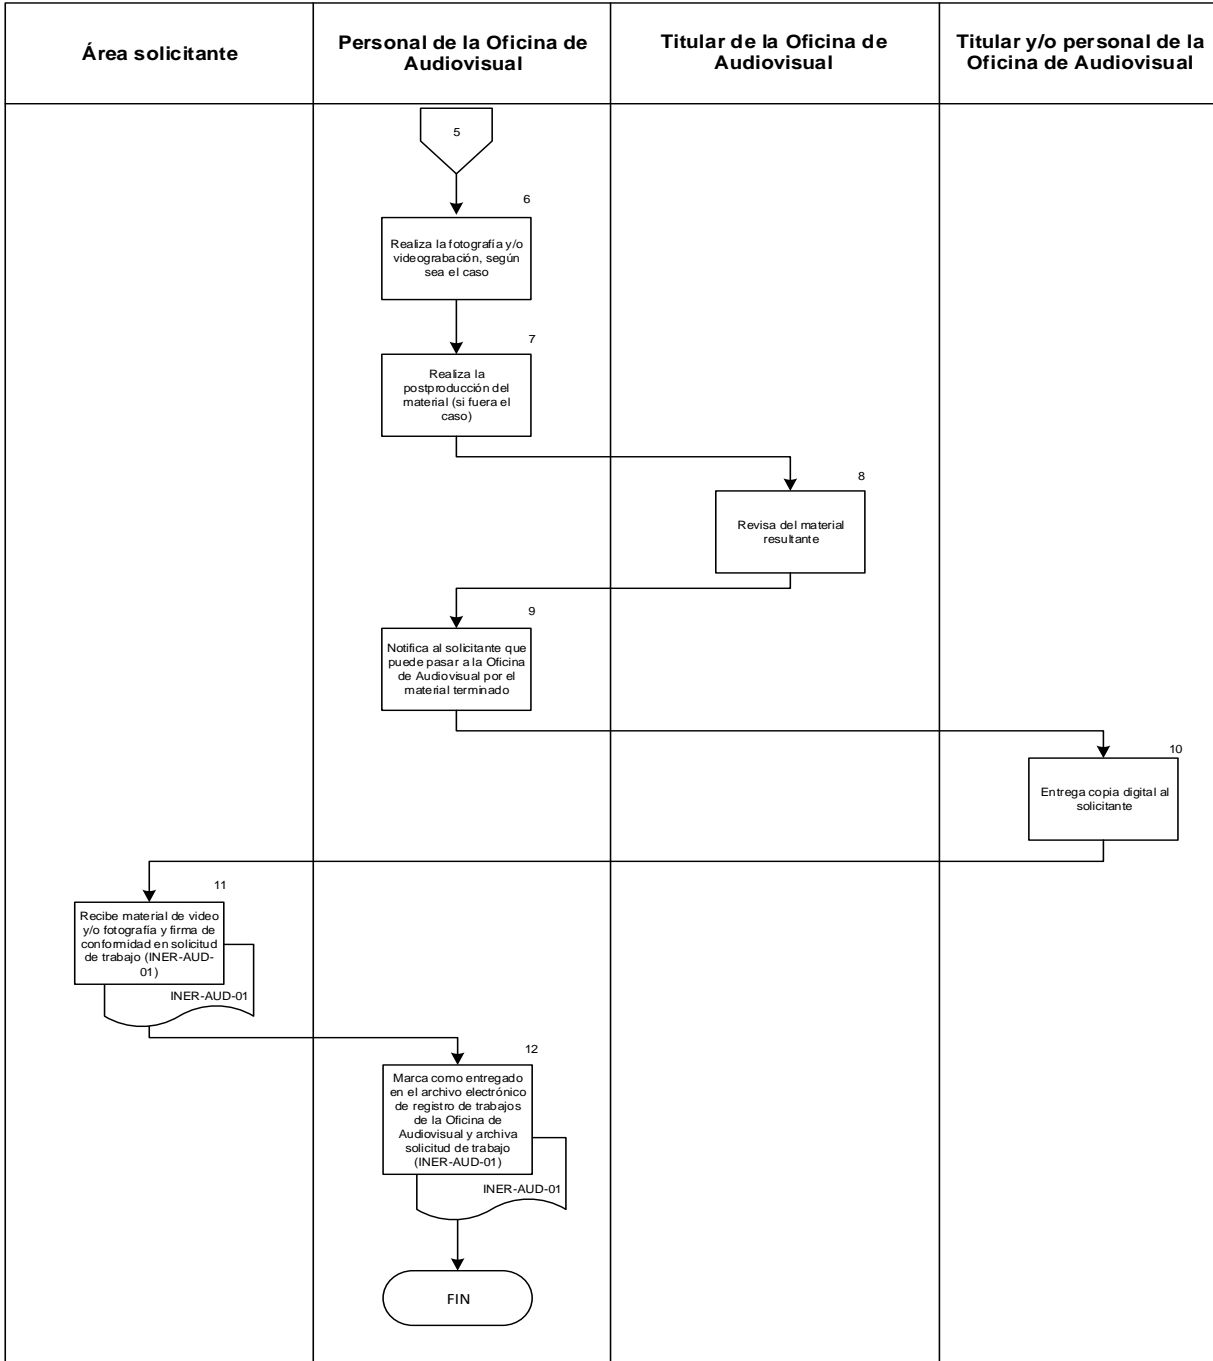 Área solicitante
Personal de la Oficina de
Audiovisual
Titular de la Oficina de
Audiovisual
Titular y/o personal de la
Oficina de Audiovisual
5
6
Realiza la fotografía y/o
videograbación, según
sea el caso
7
Realiza la
postproducción del
material (si fuera el
caso)
8
Revisa del material
resultante
9
Notifica al solicitante que
puede pasar a la Oficina
de Audiovisual por el
material terminado
10
Entrega copia digital al
solicitante
11
Recibe material de video
y/o fotografía y firma de
conformidad en solicitud
de trabajo (INER-AUD-
01)
INER-AUD-01
12
Marca como entregado
en el archivo electrónico
de registro de trabajos
de la Oficina de
Audiovisual y archiva
solicitud de trabajo
(INER-AUD-01)
INER-AUD-01
FIN